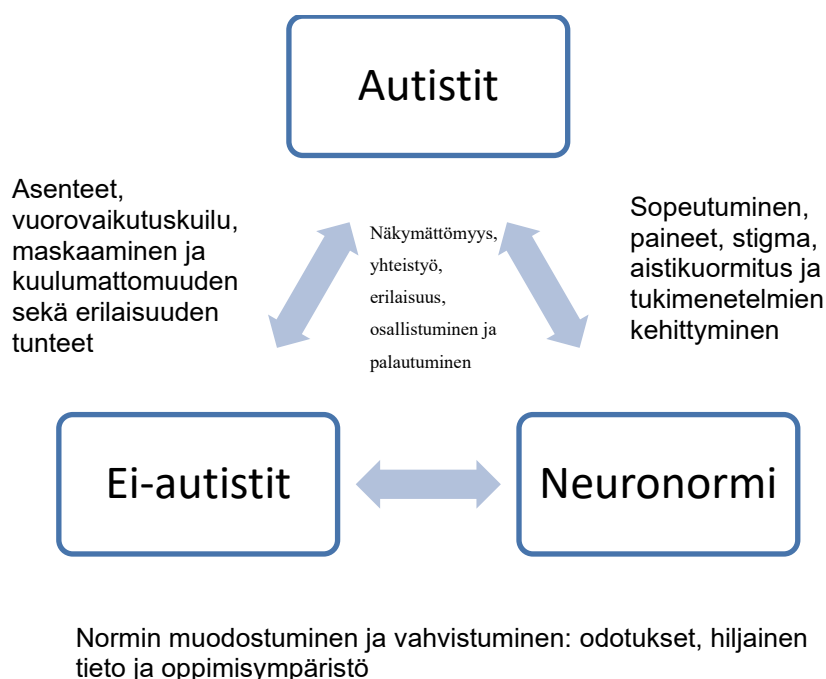 Autistit
Asenteet,
vuorovaikutuskuilu,
maskaaminen ja
kuulumattomuuden
sekä erilaisuuden
tunteet
Näkymättömyys,
yhteistyö,
erilaisuus,
osallistuminen ja
palautuminen
Sopeutuminen,
paineet, stigma,
aistikuormitus ja
tukimenetelmien
kehittyminen
Ei-autistit
Neuronormi
Normin muodostuminen ja vahvistuminen: odotukset, hiljainen
tieto ja oppimisympäristö